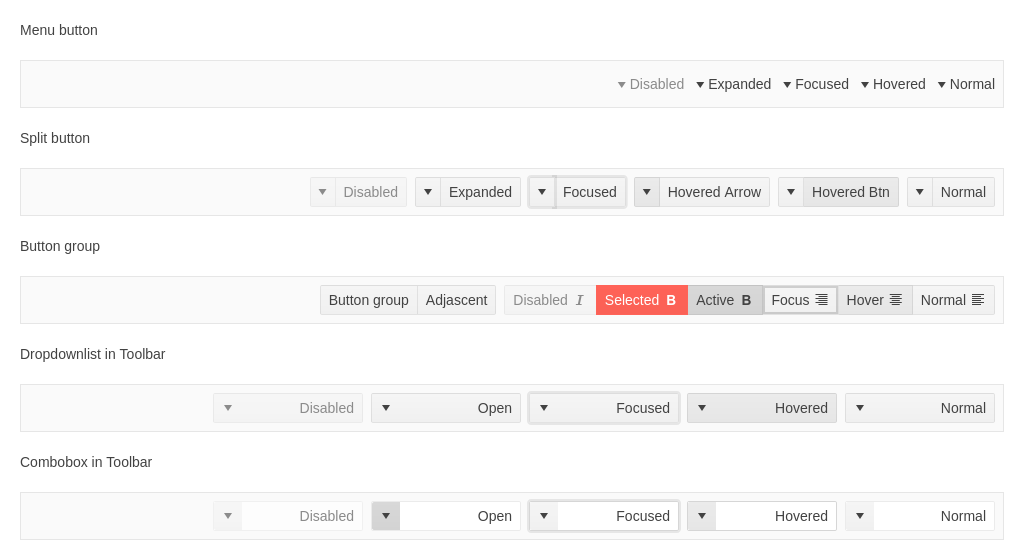 Menu button
Disabled Expanded Focused Hovered Normal
Split button
Disabled Expanded Focused Hovered Arrow Hovered Btn Normal
Button group
Button group Adjascent Disabled I Selected B Active B Focus Hover Normal
Dropdownlist in Toolbar
Disabled Open Focused Hovered Normal
Combobox in Toolbar
Disabled Open Focused Hovered Normal